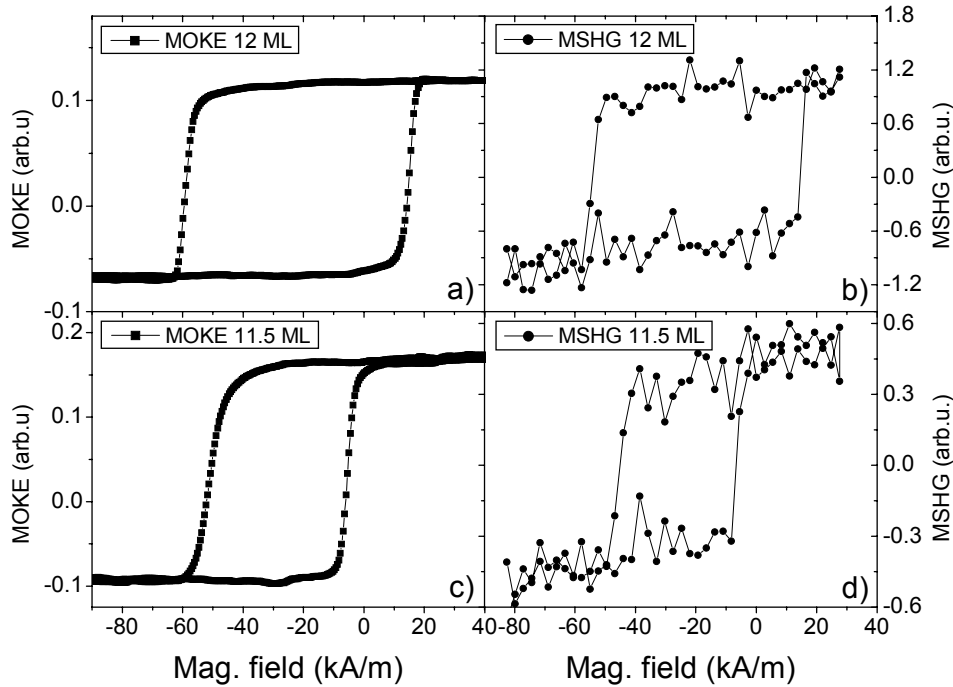 MOKE 12 ML
MSHG 12 ML
0.1
0.0
-0.1
MOKE (arb.u)
a)
b)
1.8
1.2
0.6
0.0
-0.6
-1.2
MSHG (arb.u.)
MOKE 11.5 ML
MSHG 11.5 ML
0.2
0.1
0.0
-0.1
MOKE (arb.u)
c)
d)
0.6
0.3
0.0
-0.3
-0.6
MSHG (arb.u.)
-80 -60 -40 -20 0 20
-80 -60 -40 -20 0 20 40
Mag. field (kA/m)
Mag. field (kA/m)